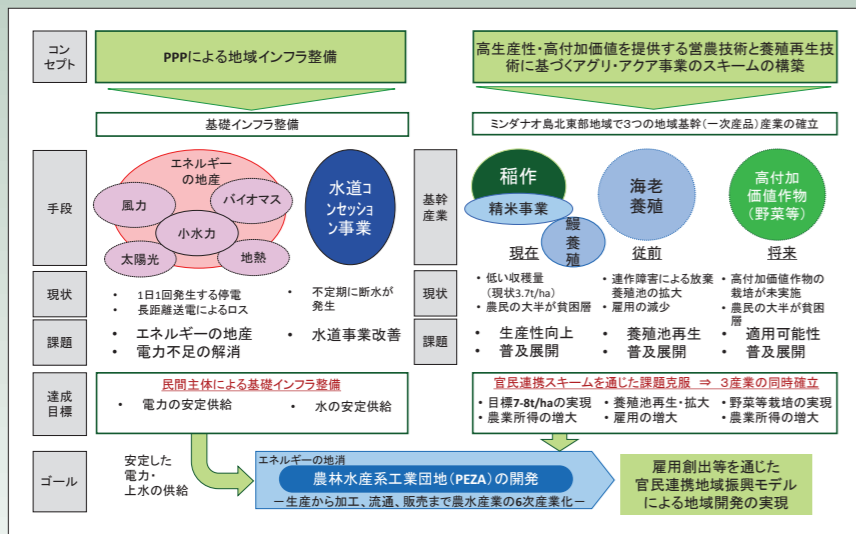 コン
セプト
PPPによる地域インフラ整備
高生産性・高付加価値を提供する営農技術と養殖再生技
術に基づくアグリ・アクア事業のスキームの構築
基礎インフラ整備
ミンダナオ島北東部地域で3つの地域基幹(一次産品)産業の確立
手段
エネルギー
の地産
風力
バイオマス
小水力
太陽光
地熱
水道コ
ンセッショ
ン事業
基幹
産業
稲作
精米事業
鰻養
殖
海老
養殖
高付加
価値作物
(野菜等)
現在
従前
将来
現状
• 1日1回発生する停電
• 長距離送電によるロス
• 不定期に断水が
発生
現状
• 低い収穫量
(現状3.7t/ha)
• 農民の大半が貧困層
• 連作障害による放棄
養殖池の拡大
• 雇用の減少
• 高付加価値作物の
栽培が未実施
• 農民の大半が貧困
層
課題
• エネルギーの地産
• 電力不足の解消
• 水道事業改善
課題
• 生産性向上
• 普及展開
• 養殖池再生
• 普及展開
• 適用可能性
• 普及展開
達成
目標
民間主体による基礎インフラ整備
• 電力の安定供給
• 水の安定供給
官民連携スキームを通じた課題克服 ⇒ 3産業の同時確立
• 目標7-8t/haの実現
• 農業所得の増大
• 養殖池再生・拡大
• 雇用の増大
• 野菜等栽培の実現
• 農業所得の増大
ゴール
安定した
電力・
上水の供給
エネルギーの地消
農林水産系工業団地(PEZA)の開発
−生産から加工、流通、販売まで農水産業の6次産業化−
雇用創出等を通じた
官民連携地域振興モデル
による地域開発の実現